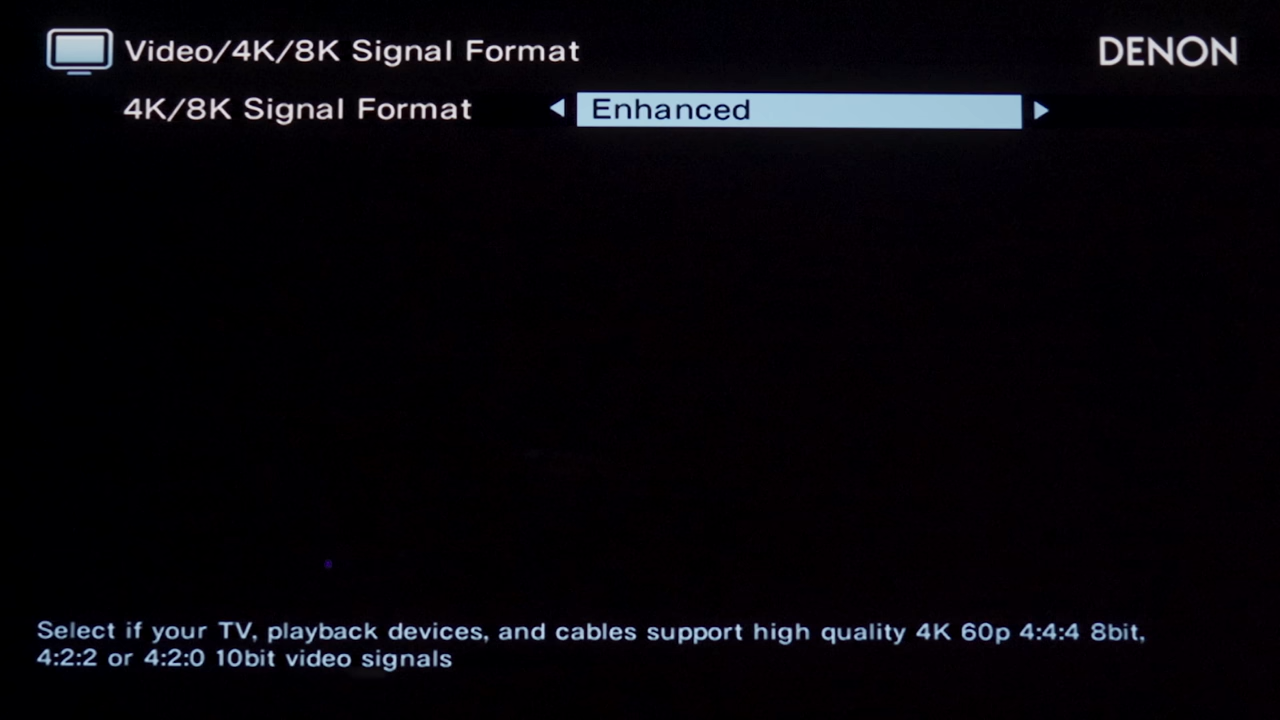 Video/4K/8K Signal Format
DENON
4K/8K Signal Format
Enhanced
Select if your TV, playback devices, and cables support high quality 4K 60p 4:4:4 8bit,
4:2:2 or 4:2:0 10bit video signals